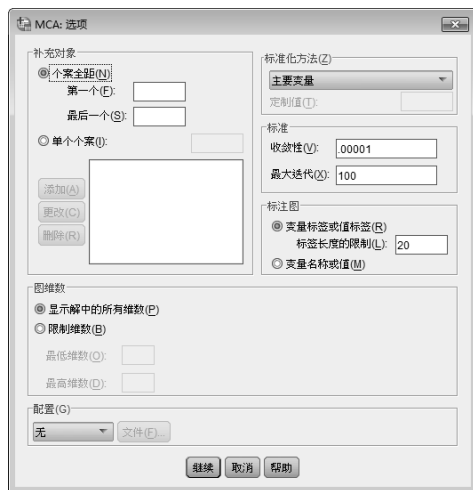 MCA: 选项
补充对象
个案全距(N)
第一个(F):
最后一个(S):
单个个案(I):
添加(A)
更改(C)
删除(R)
标准化方法(Z)
主要变量
定制值(T):
标准
收敛性(V): .00001
最大迭代(X): 100
标注图
变量标签或值标签(R)
标签长度的限制(L): 20
变量名称或值(M)
图维数
显示解中的所有维数(P)
限制维数(B)
最低维数(O):
最高维数(D):
配置(G)
无 文件(F)...
继续 取消 帮助